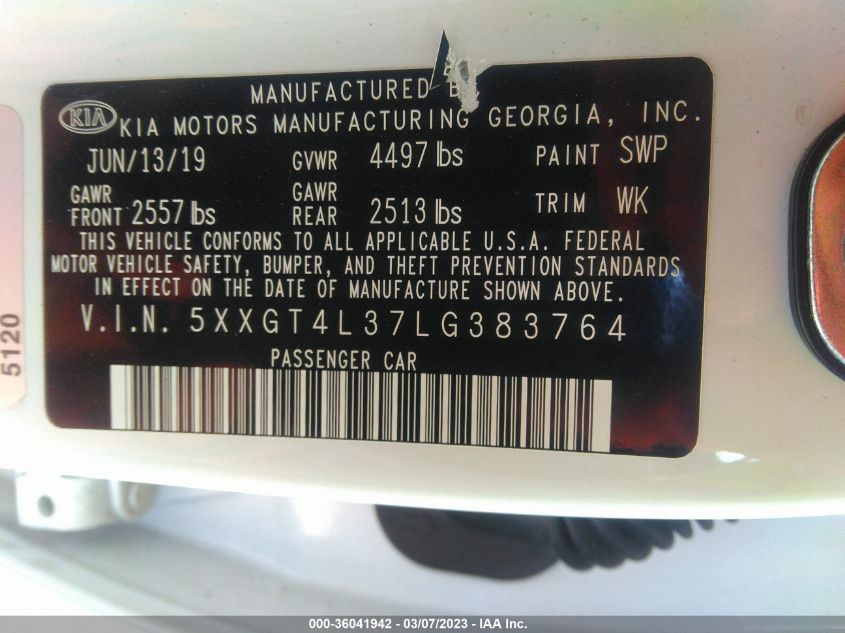 MANUFACTURED B
KIA KIA MOTORS MANUFACTURING GEORGIA, INC.
JUN/13/19 GVWR 4497 lbs PAINT SWP
GAWR FRONT 2557 lbs GAWR REAR 2513 lbs TRIM WK
THIS VEHICLE CONFORMS TO ALL APPLICABLE U.S.A. FEDERAL
MOTOR VEHICLE SAFETY, BUMPER, AND THEFT PREVENTION STANDARDS
IN EFFECT ON THE DATE OF MANUFACTURE SHOWN ABOVE.
V.I.N. 5XXGT4L37LG383764
PASSENGER CAR
5120
000-36041942 - 03/07/2023 - IAA Inc.